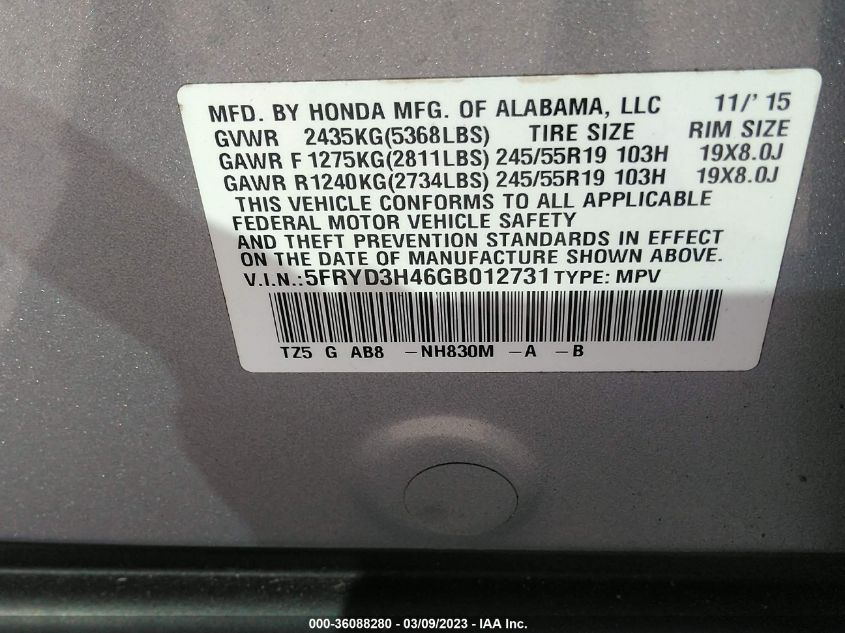 MFD. BY HONDA MFG. OF ALABAMA, LLC 11/' 15
GVWR 2435KG(5368LBS) TIRE SIZE RIM SIZE
GAWR F 1275KG(2811LBS) 245/55R19 103H 19X8.0J
GAWR R1240KG(2734LBS) 245/55R19 103H 19X8.0J
THIS VEHICLE CONFORMS TO ALL APPLICABLE
FEDERAL MOTOR VEHICLE SAFETY
AND THEFT PREVENTION STANDARDS IN EFFECT
ON THE DATE OF MANUFACTURE SHOWN ABOVE.
V.I.N.:5FRYD3H46GB012731 TYPE: MPV
TZ5 G AB8 -NH830M -A -B
000-36088280 - 03/09/2023 - IAA Inc.